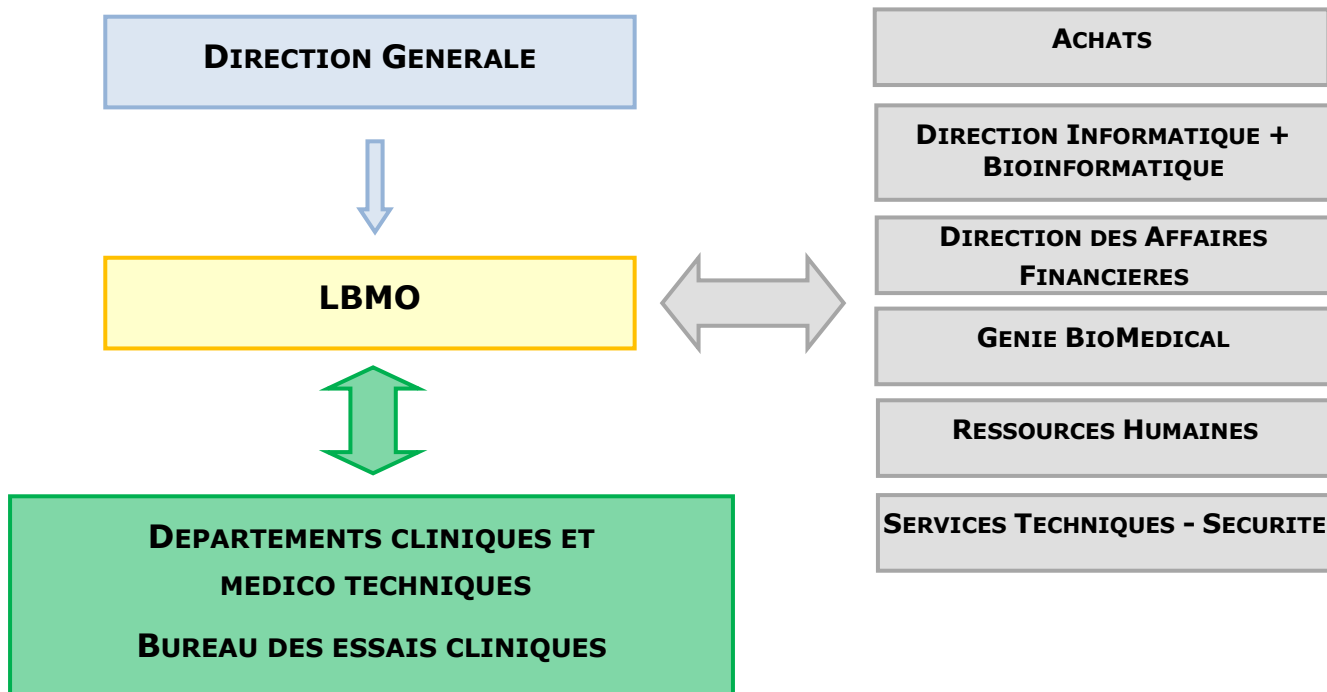 DIRECTION GENERALE
LBMO
DEPARTEMENTS CLINIQUES ET
MEDICO TECHNIQUES
BUREAU DES ESSAIS CLINIQUES
ACHATS
DIRECTION INFORMATIQUE +
BIOINFORMATIQUE
DIRECTION DES AFFAIRES
FINANCIERES
GENIE BIOMEDICAL
RESSOURCES HUMAINES
SERVICES TECHNIQUES - SECURITE